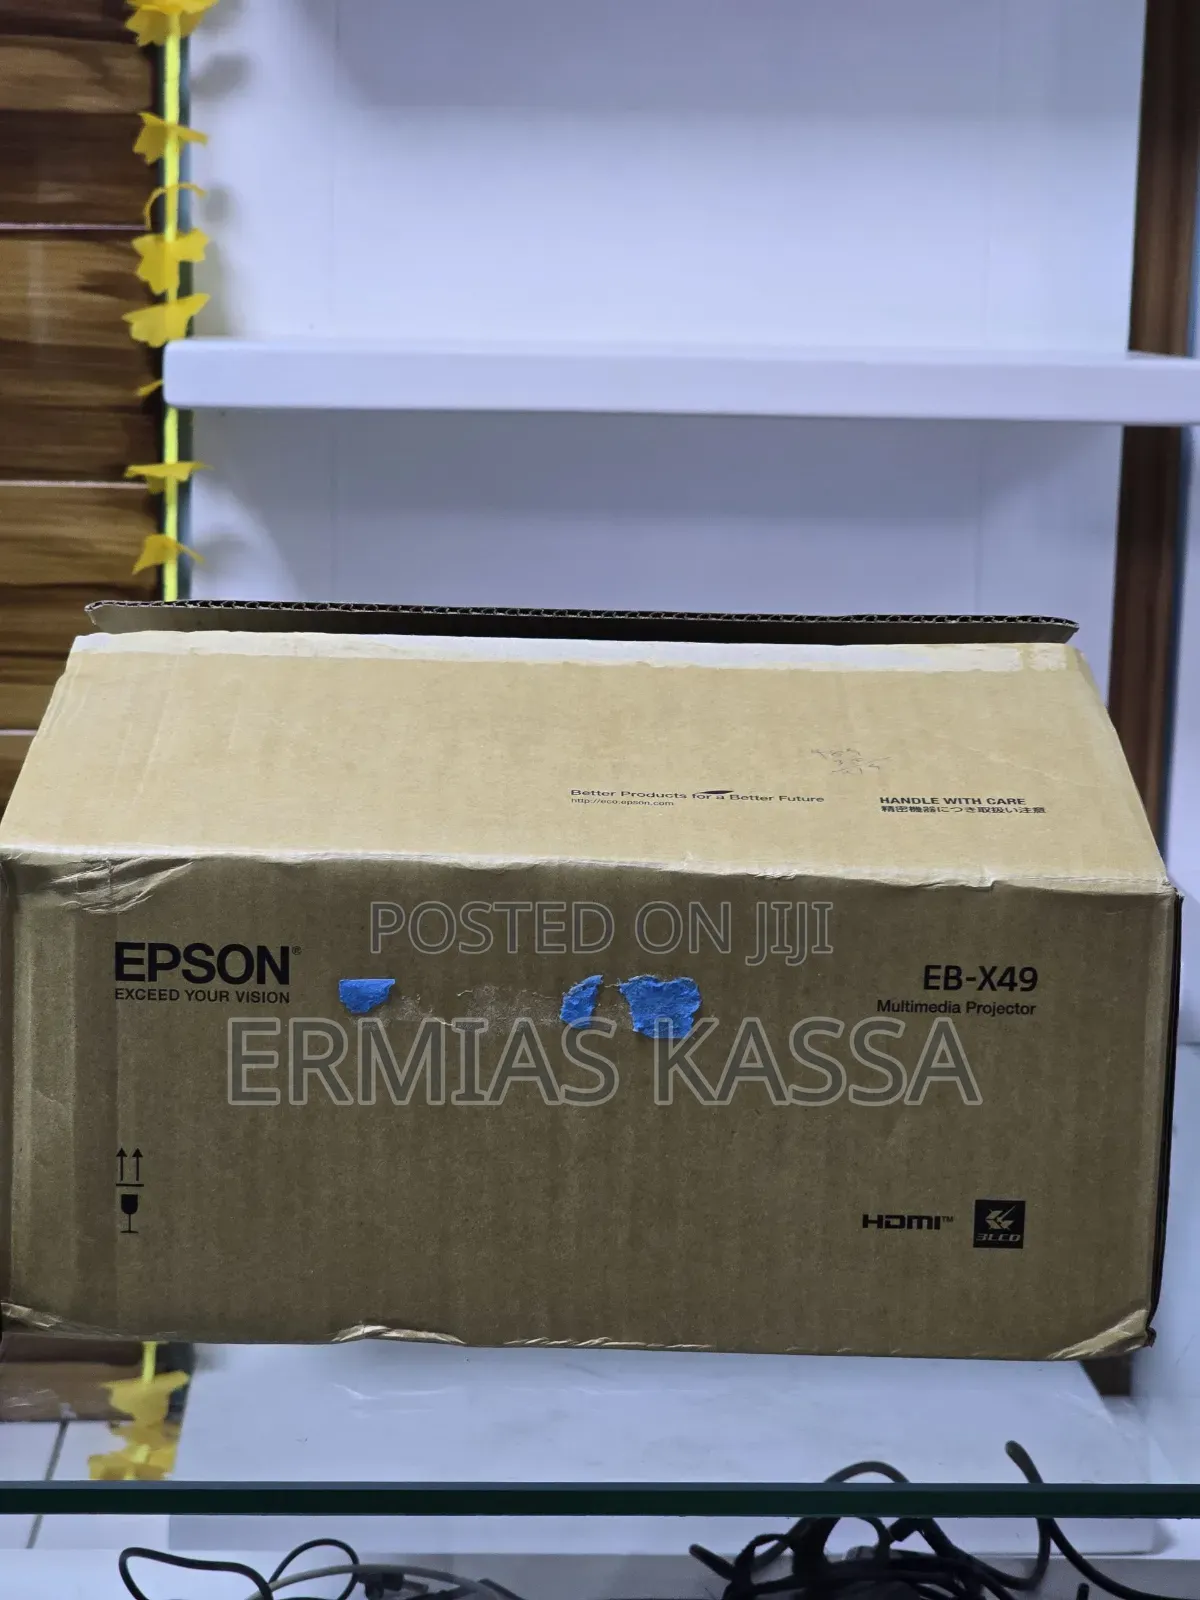 Better Products for a Better Future
http://eco.epson.com
HANDLE WITH CARE
精密機器につき取扱い注意
POSTED ON JIJI
EPSON®
EXCEED YOUR VISION
EB-X49
Multimedia Projector
ERMIAS KASSA
HDMI™
3LCD